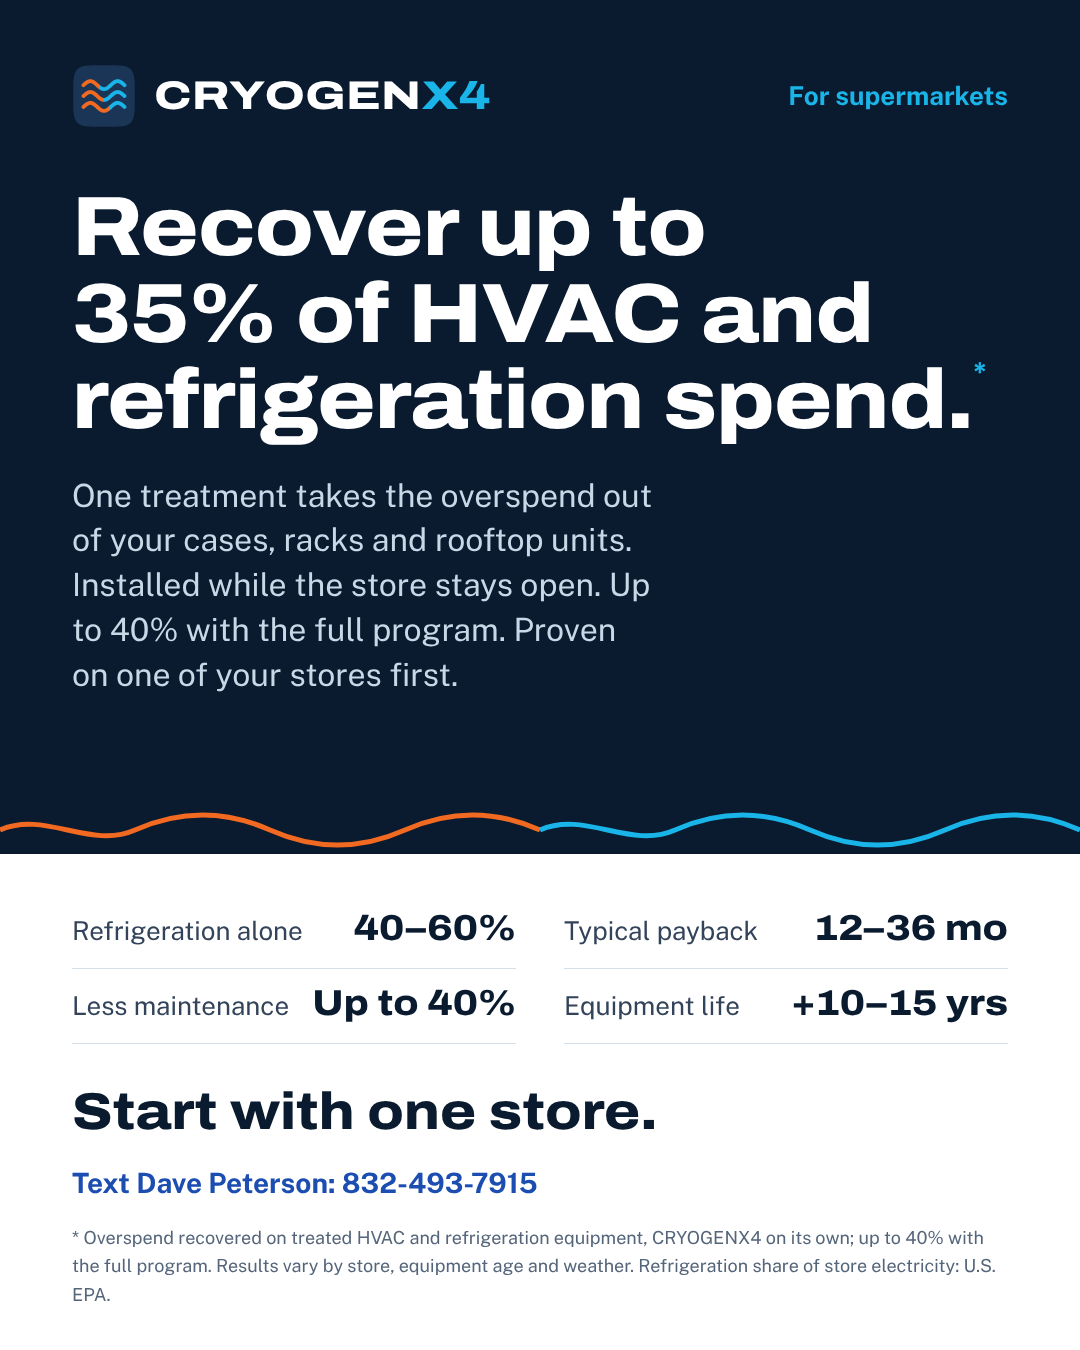 CRYOGENX4
For supermarkets
Recover up to
35% of HVAC and
refrigeration spend.*
One treatment takes the overspend out
of your cases, racks and rooftop units.
Installed while the store stays open. Up
to 40% with the full program. Proven
on one of your stores first.
Refrigeration alone 40–60%
Typical payback 12–36 mo
Less maintenance Up to 40%
Equipment life +10–15 yrs
Start with one store.
Text Dave Peterson: 832-493-7915
* Overspend recovered on treated HVAC and refrigeration equipment, CRYOGENX4 on its own; up to 40% with
the full program. Results vary by store, equipment age and weather. Refrigeration share of store electricity: U.S.
EPA.